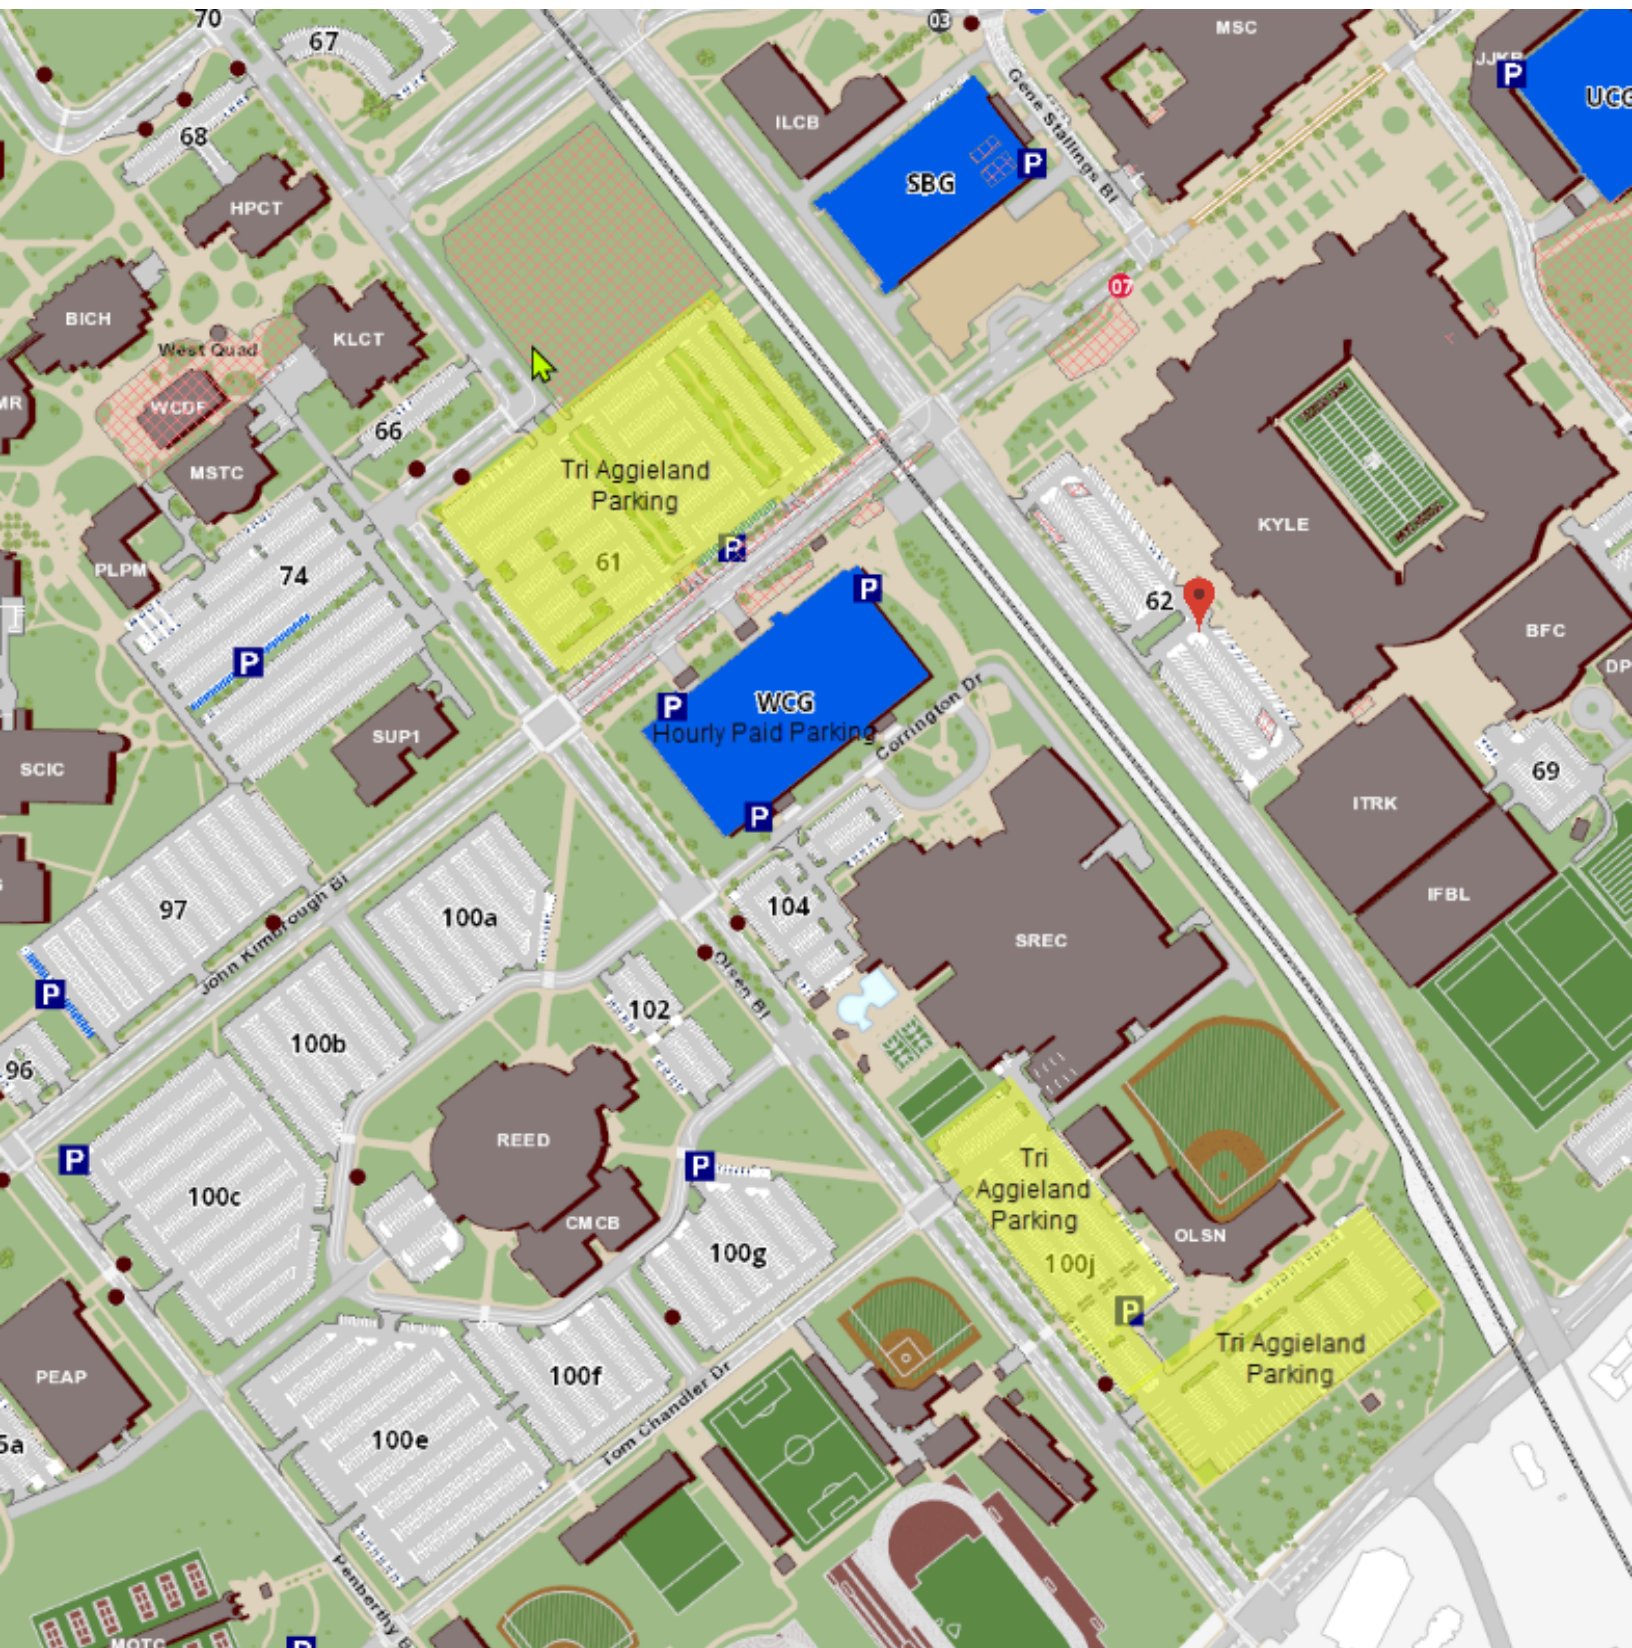 70
67
03
MSC
JJKB
P
UCG
68
ILCB
Gene Stallings Bl
SBG
P
HPCT
07
BICH
KLCT
West Quad
MR
WCDF
66
MSTC
Tri Aggieland
Parking
61
P
KYLE
PLPM
74
P
P
62
BFC
DP
SUP1
P
WCG
Hourly Paid Parking
Corrington Dr
SCIC
69
ITRK
P
IFBL
97
John Kimbrough Bl
100a
104
SREC
P
Olsen Bl
102
100b
96
REED
P
P
Tri
Aggieland
Parking
100c
CMCB
100g
100j
OLSN
P
Tri Aggieland
Parking
PEAP
100f
Tom Chandler Dr
5a
100e
Penberthy B
MOTC
P